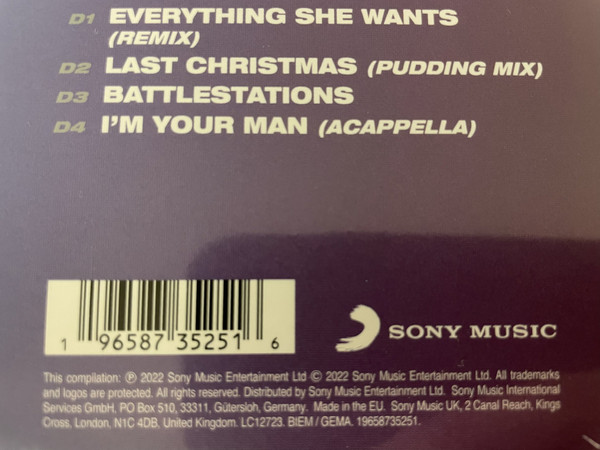 D1 EVERYTHING SHE WANTS
(REMIX)
D2 LAST CHRISTMAS (PUDDING MIX)
D3 BATTLESTATIONS
D4 I'M YOUR MAN (ACAPPELLA)
1 96587 35251 6
SONY MUSIC
This compilation: ℗ 2022 Sony Music Entertainment Ltd © 2022 Sony Music Entertainment Ltd. All trademarks
and logos are protected. All rights reserved. Distributed by Sony Music Entertainment Ltd. Sony Music International
Services GmbH, PO Box 510, 33311, Gütersloh, Germany. Made in the EU. Sony Music UK, 2 Canal Reach, Kings
Cross, London, N1C 4DB, United Kingdom. LC12723. BIEM / GEMA. 19658735251.